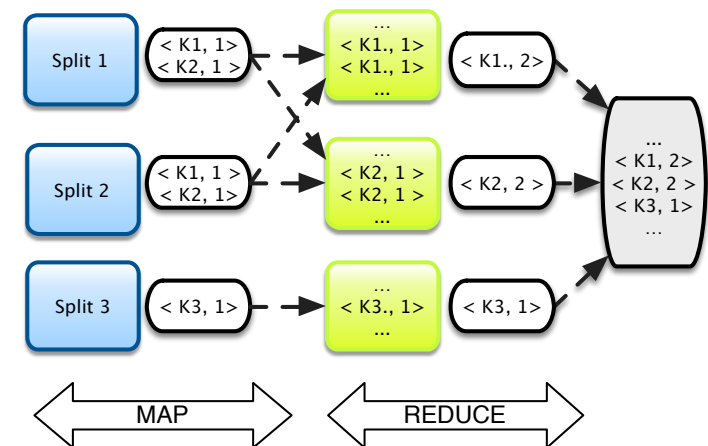 Split 1
< K1, 1>
< K2, 1 >
...
< K1., 1>
< K1., 1>
...
< K1., 2>
Split 2
< K1, 1 >
< K2, 1>
...
< K2, 1 >
< K2, 1 >
...
< K2, 2 >
...
< K1, 2>
< K2, 2 >
< K3, 1>
...
Split 3
< K3, 1>
...
< K3., 1>
...
< K3, 1>
MAP
REDUCE